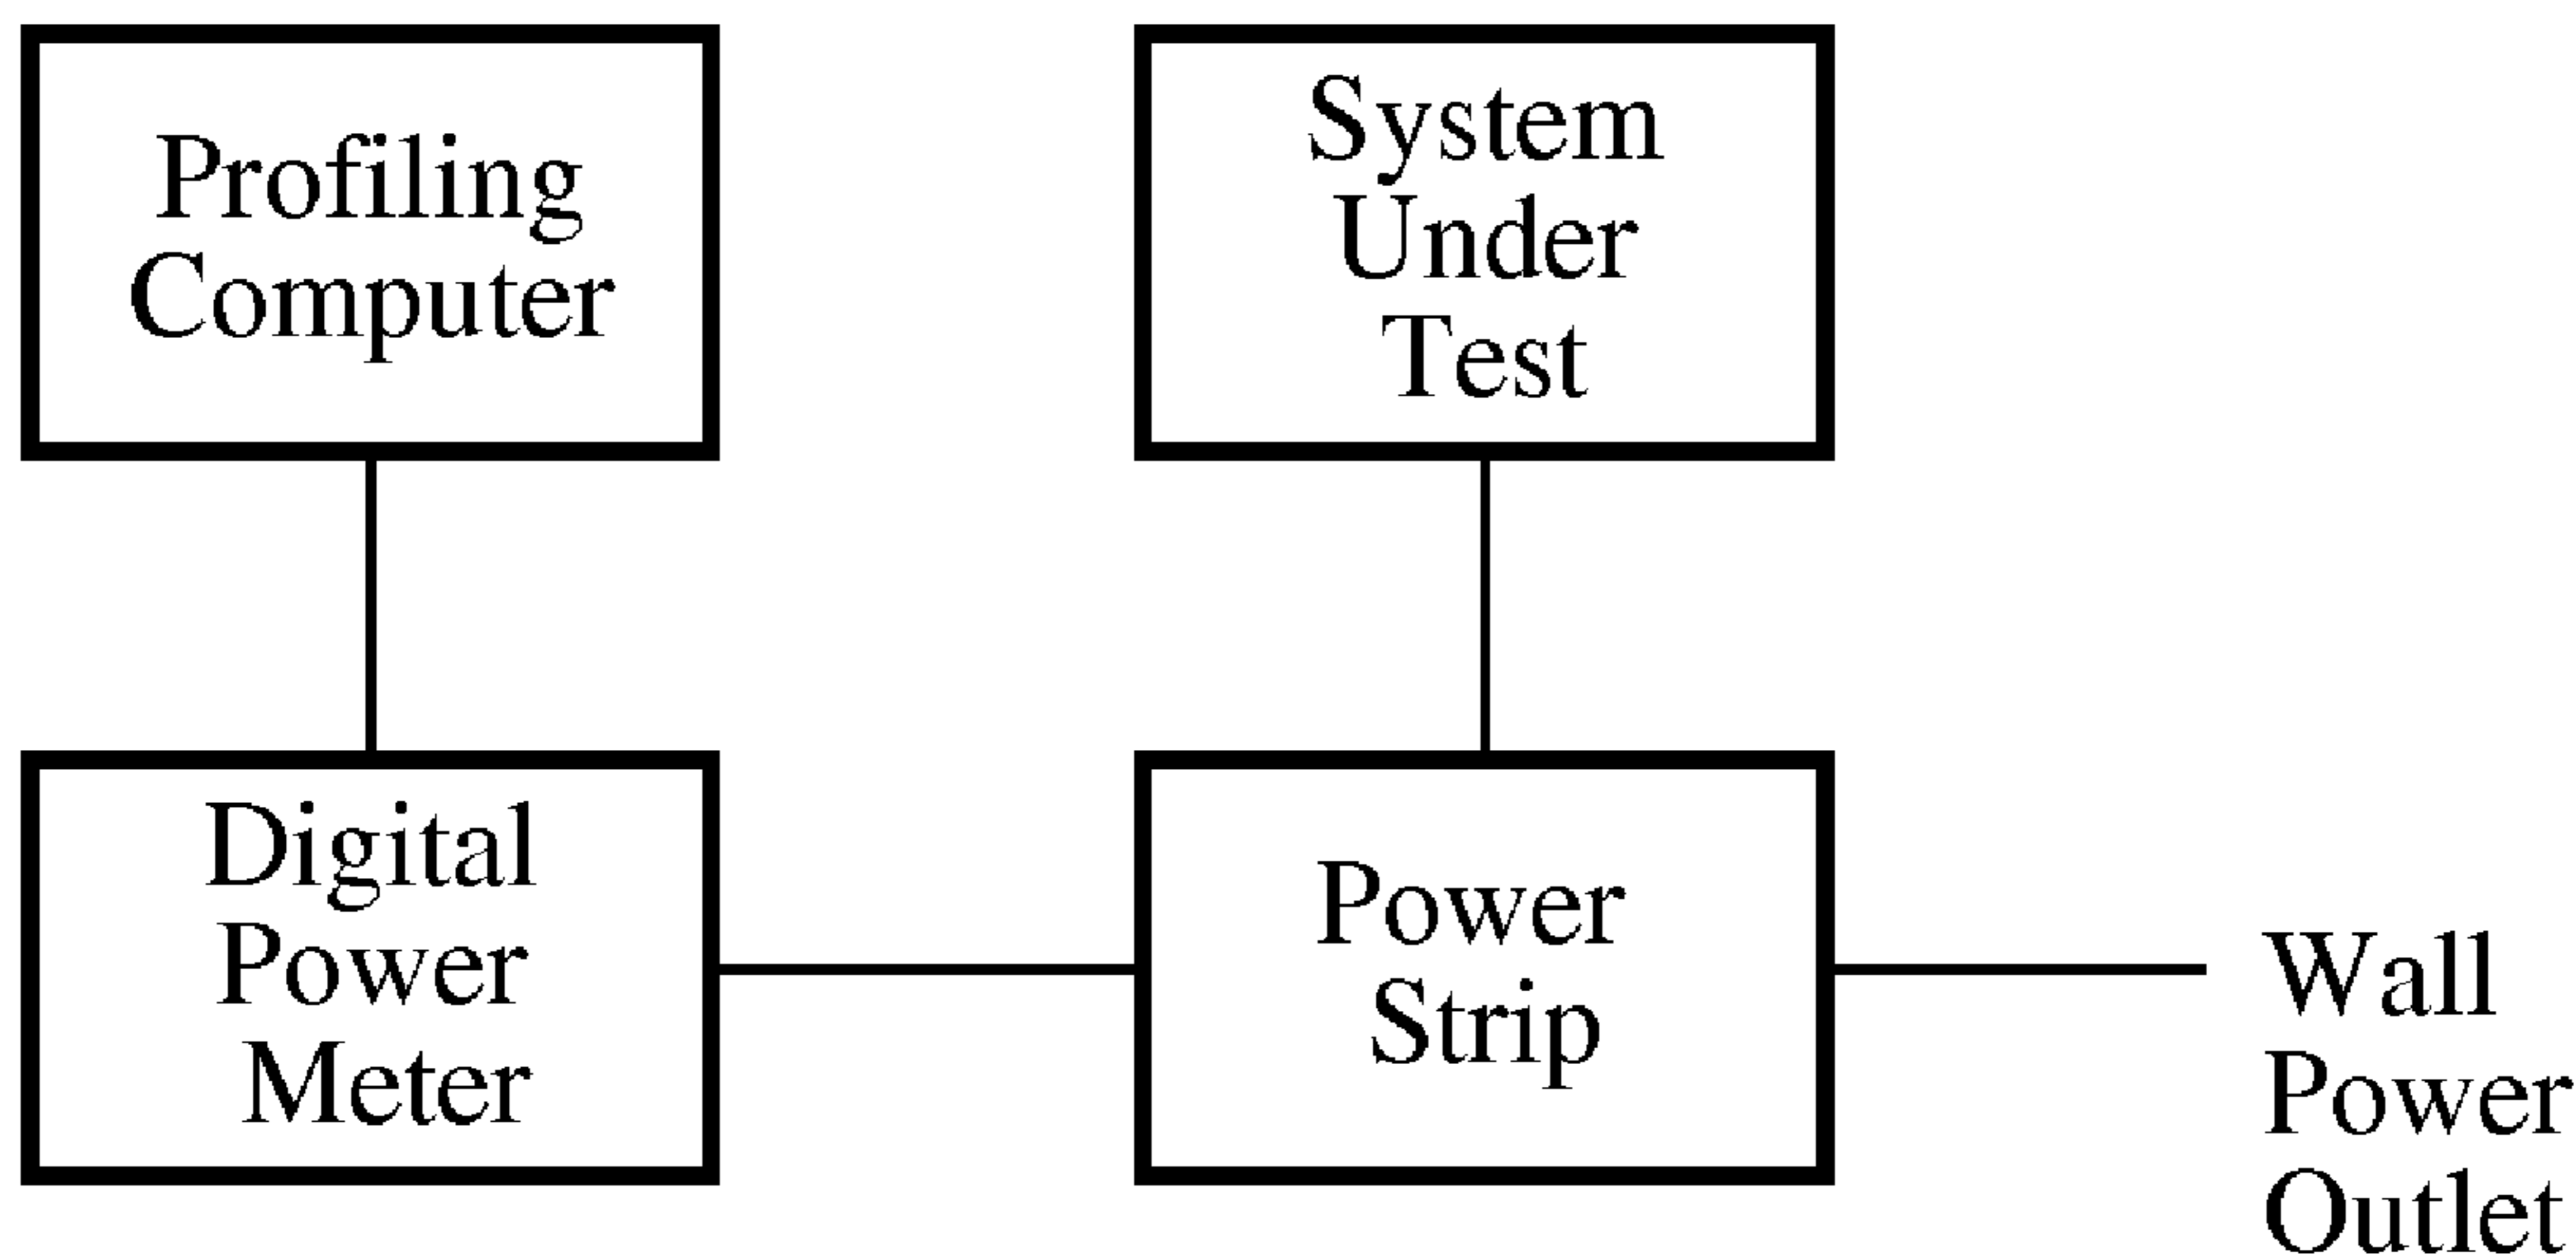 Profiling
Computer
System
Under
Test
Digital
Power
Meter
Power
Strip
Wall
Power
Outlet